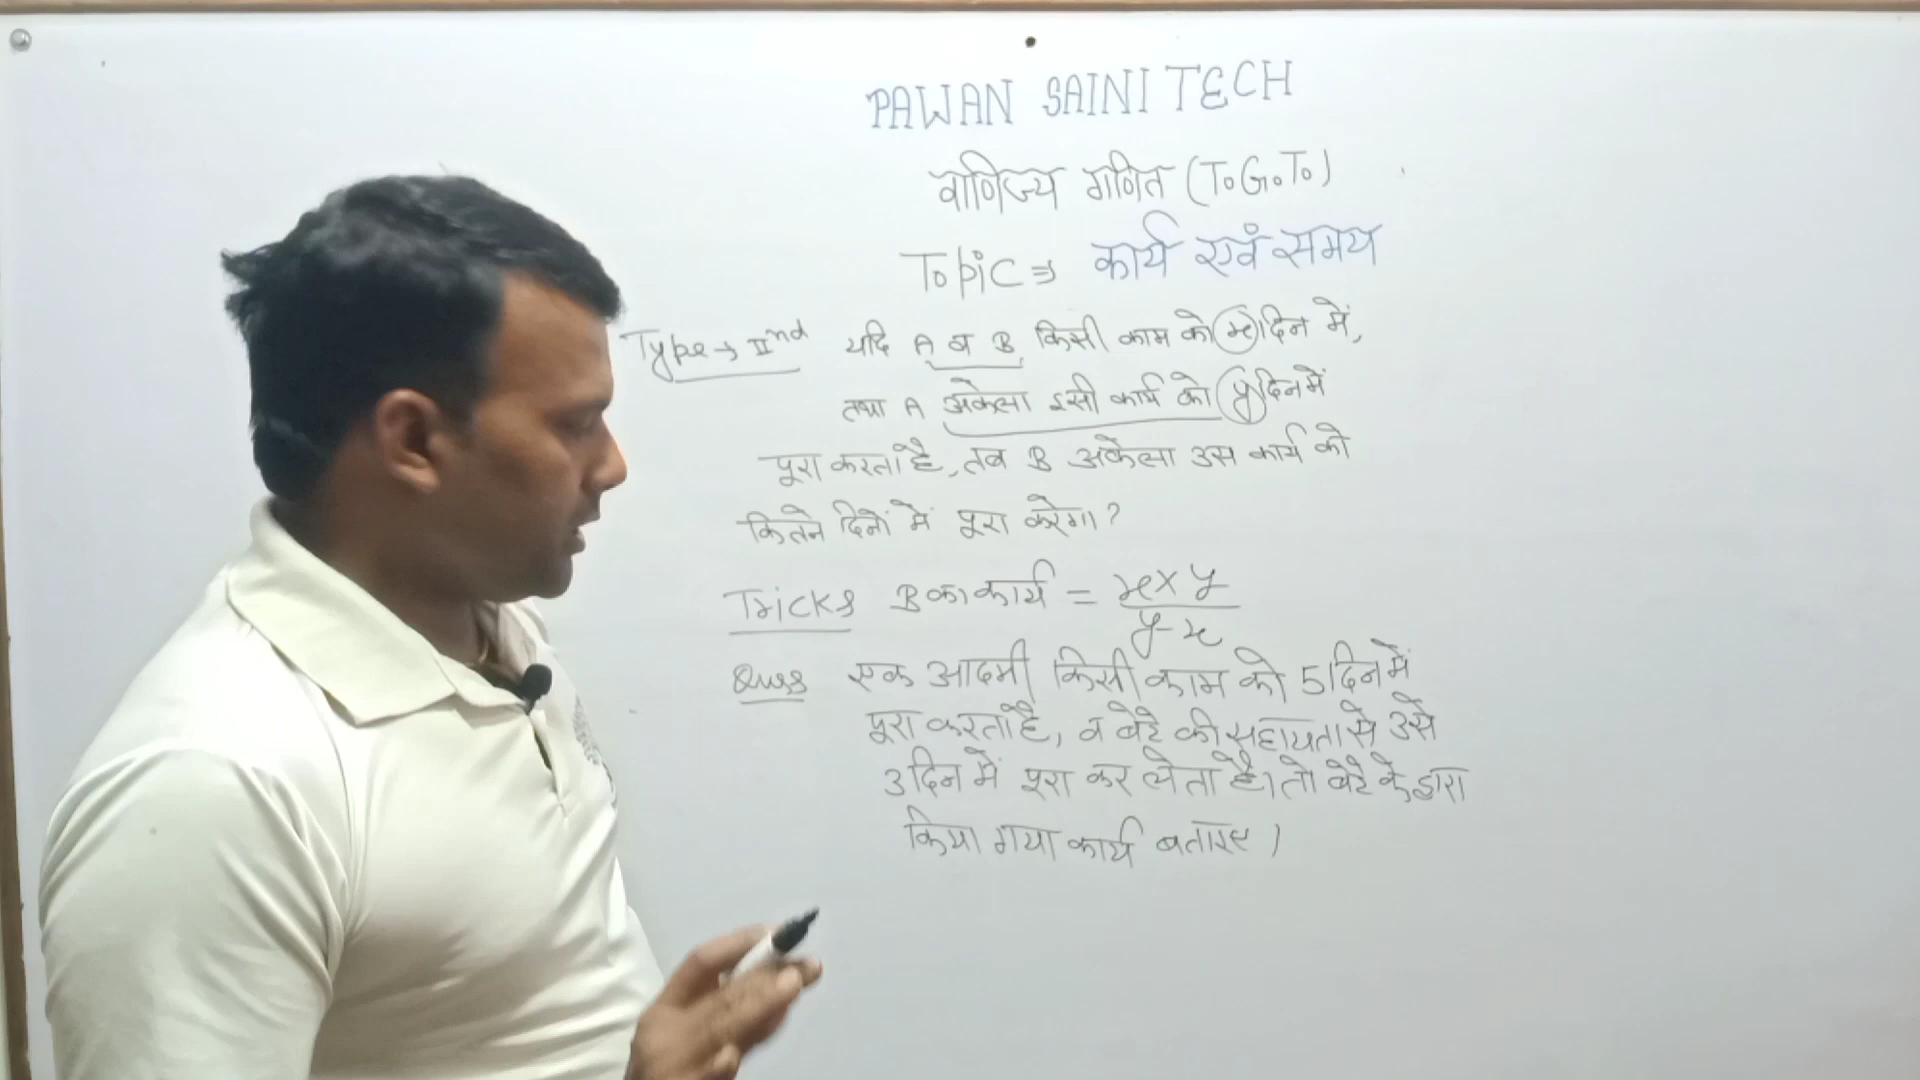 PAWAN SAINI TECH
वाणिज्य गणित (T.G.T.)
Topic ⇒ कार्य एवं समय
Type → IInd यदि A व B किसी काम को x दिन में,
तथा A अकेला इसी कार्य को y दिन में
पूरा करता है, तब B अकेला उस कार्य को
कितने दिनों में पूरा करेगा?
Tricks B का कार्य = x × y / y - x
Ques एक आदमी किसी काम को 5 दिन में
पूरा करता है, व बेटे की सहायता से उसे
3 दिन में पूरा कर लेता है। तो बेटे के द्वारा
किया गया कार्य बताइए।